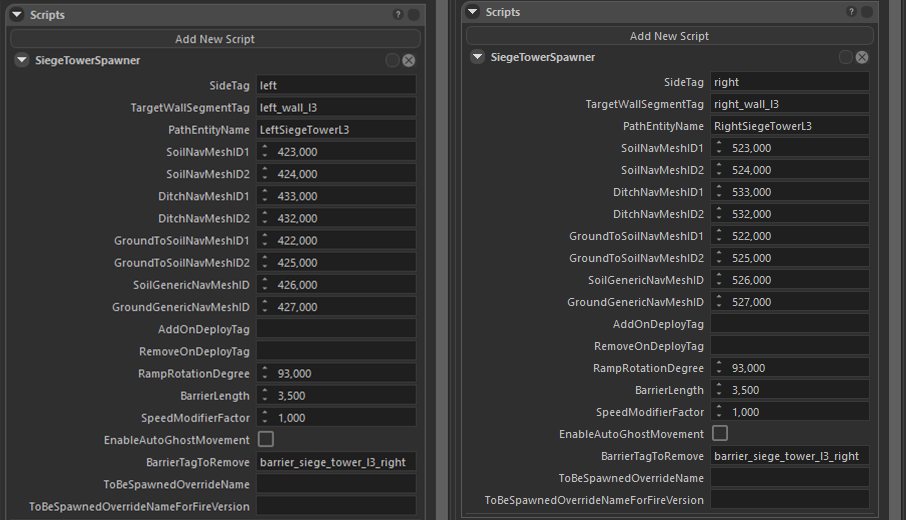 Scripts ?
Add New Script
SiegeTowerSpawner
SideTag left
TargetWallSegmentTag left_wall_l3
PathEntityName LeftSiegeTowerL3
SoilNavMeshID1 423,000
SoilNavMeshID2 424,000
DitchNavMeshID1 433,000
DitchNavMeshID2 432,000
GroundToSoilNavMeshID1 422,000
GroundToSoilNavMeshID2 425,000
SoilGenericNavMeshID 426,000
GroundGenericNavMeshID 427,000
AddOnDeployTag
RemoveOnDeployTag
RampRotationDegree 93,000
BarrierLength 3,500
SpeedModifierFactor 1,000
EnableAutoGhostMovement
BarrierTagToRemove barrier_siege_tower_l3_right
ToBeSpawnedOverrideName
ToBeSpawnedOverrideNameForFireVersion
Scripts ?
Add New Script
SiegeTowerSpawner
SideTag right
TargetWallSegmentTag right_wall_l3
PathEntityName RightSiegeTowerL3
SoilNavMeshID1 523,000
SoilNavMeshID2 524,000
DitchNavMeshID1 533,000
DitchNavMeshID2 532,000
GroundToSoilNavMeshID1 522,000
GroundToSoilNavMeshID2 525,000
SoilGenericNavMeshID 526,000
GroundGenericNavMeshID 527,000
AddOnDeployTag
RemoveOnDeployTag
RampRotationDegree 93,000
BarrierLength 3,500
SpeedModifierFactor 1,000
EnableAutoGhostMovement
BarrierTagToRemove barrier_siege_tower_l3_right
ToBeSpawnedOverrideName
ToBeSpawnedOverrideNameForFireVersion